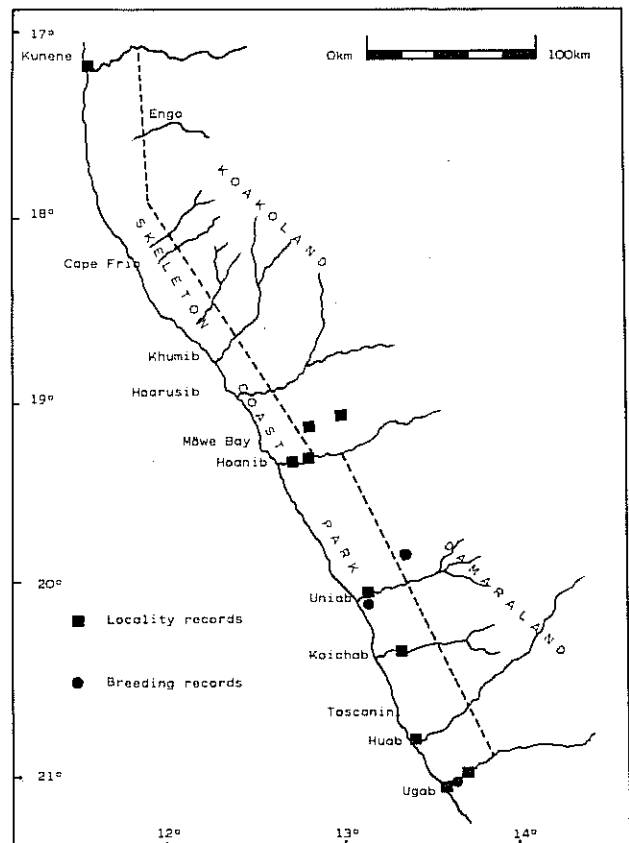 17°
Kunene
0km 100km
Engo
KOAKOLAND
18°
SKELETON
Cape Frio
Khumib
Hoarusib
COAST
19°
Möwe Bay
Hoanib
PARK
DAMARALAND
20°
Uniab
Locality records
Koichab
Breeding records
Toscanin
Huab
21°
Ugab
12° 13° 14°